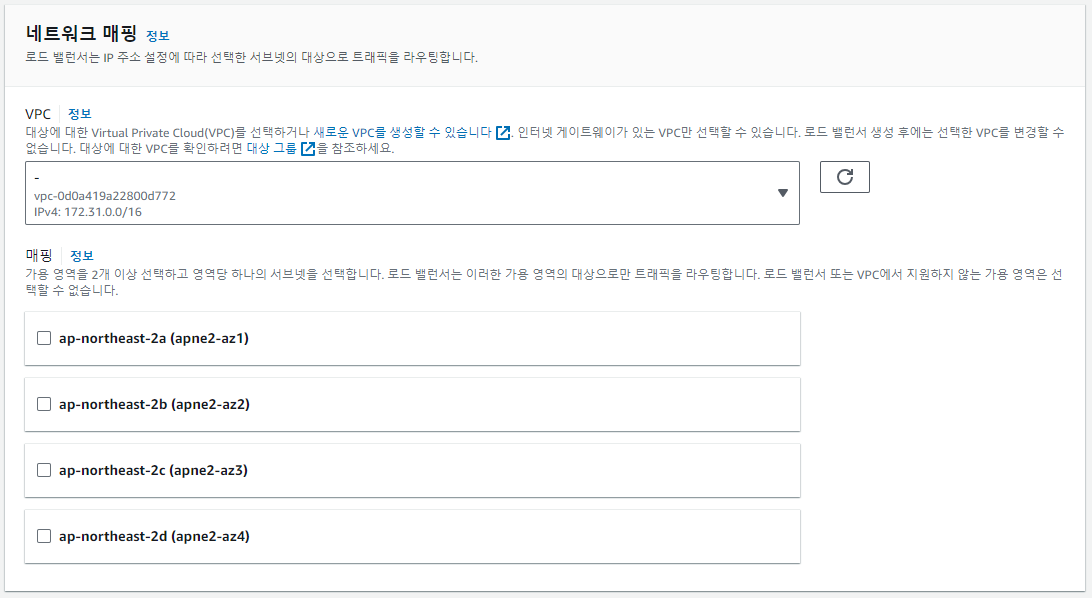 네트워크 매핑 정보
로드 밸런서는 IP 주소 설정에 따라 선택한 서브넷의 대상으로 트래픽을 라우팅합니다.
VPC 정보
대상에 대한 Virtual Private Cloud(VPC)를 선택하거나 새로운 VPC를 생성할 수 있습니다. 인터넷 게이트웨이가 있는 VPC만 선택할 수 있습니다. 로드 밸런서 생성 후에는 선택한 VPC를 변경할 수
없습니다. 대상에 대한 VPC를 확인하려면 대상 그룹을 참조하세요.
-
vpc-0d0a419a22800d772
IPv4: 172.31.0.0/16
매핑 정보
가용 영역을 2개 이상 선택하고 영역당 하나의 서브넷을 선택합니다. 로드 밸런서는 이러한 가용 영역의 대상으로만 트래픽을 라우팅합니다. 로드 밸런서 또는 VPC에서 지원하지 않는 가용 영역은 선
택할 수 없습니다.
ap-northeast-2a (apne2-az1)
ap-northeast-2b (apne2-az2)
ap-northeast-2c (apne2-az3)
ap-northeast-2d (apne2-az4)